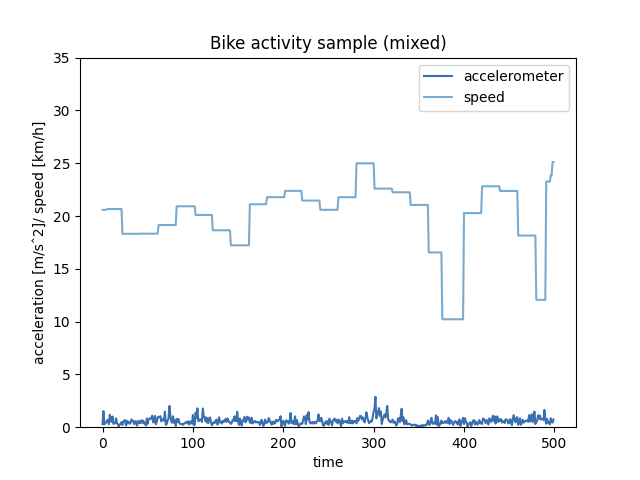 Bike activity sample (mixed)
accelerometer
speed
acceleration [m/s^2]/ speed [km/h]
35
30
25
20
15
10
5
0
0 100 200 300 400 500
time